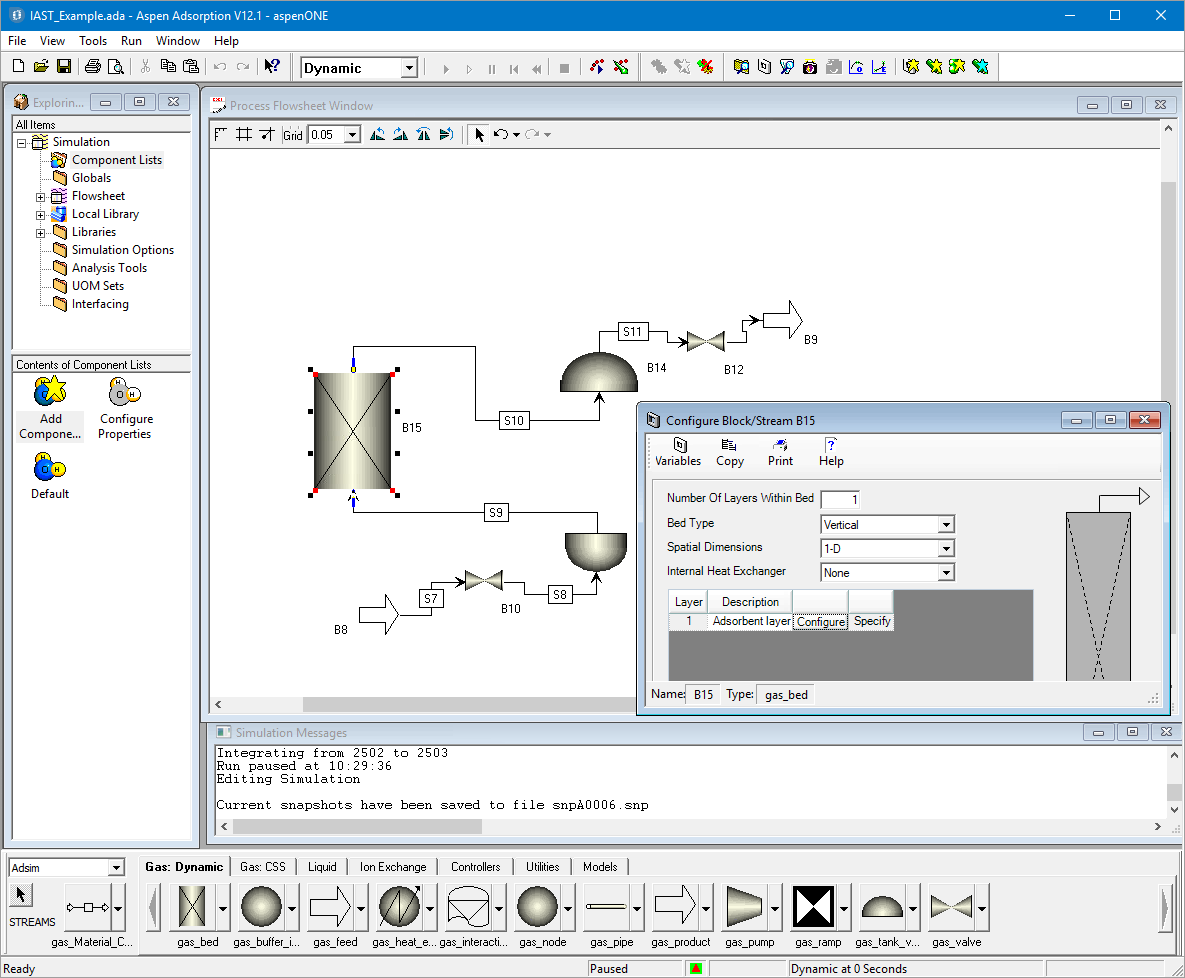 IAST_Example.ada - Aspen Adsorption V12.1 - aspenONE
File View Tools Run Window Help
Dynamic
Explorin...
All Items
Simulation
Component Lists
Globals
Flowsheet
Local Library
Libraries
Simulation Options
Analysis Tools
UOM Sets
Interfacing
Contents of Component Lists
Add Compone...
Configure Properties
Default
Process Flowsheet Window
Grid 0.05
S11
B9
B14
B12
B15
S10
S9
S7
B10
S8
B8
Configure Block/Stream B15
Variables Copy Print Help
Number Of Layers Within Bed 1
Bed Type Vertical
Spatial Dimensions 1-D
Internal Heat Exchanger None
Layer Description
1 Adsorbent layer Configure Specify
Name: B15 Type: gas_bed
Simulation Messages
Integrating from 2502 to 2503
Run paused at 10:29:36
Editing Simulation
Current snapshots have been saved to file snpA0006.snp
Adsim
Gas: Dynamic Gas: CSS Liquid Ion Exchange Controllers Utilities Models
STREAMS
gas_Material_C... gas_bed gas_buffer_i... gas_feed gas_heat_e... gas_interacti... gas_node gas_pipe gas_product gas_pump gas_ramp gas_tank_v... gas_valve
Ready Paused Dynamic at 0 Seconds